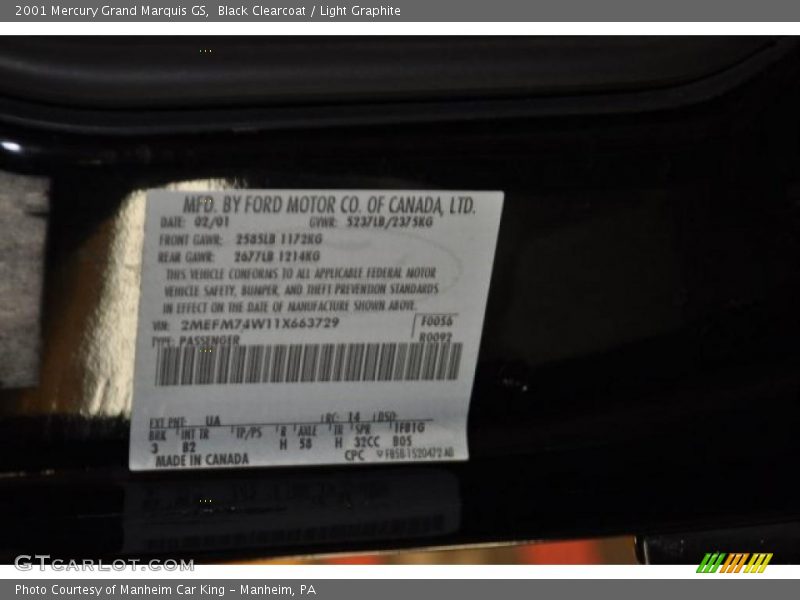 2001 Mercury Grand Marquis GS,  Black Clearcoat / Light Graphite
MFD. BY FORD MOTOR CO. OF CANADA, LTD.
DATE: 02/01 GVWR: 5237LB/2375KG
FRONT GAWR: 2585LB 1172KG
REAR GAWR: 2677LB 1214KG
THIS VEHICLE CONFORMS TO ALL APPLICABLE FEDERAL MOTOR
VEHICLE SAFETY, BUMPER, AND THEFT PREVENTION STANDARDS
IN EFFECT ON THE DATE OF MANUFACTURE SHOWN ABOVE.
VIN: 2MEFM74W11X663729 F0056
TYPE: PASSENGER R0092
EXT PNT: UA RC: 14 DSO:
BRK INT TR TP/PS R AXLE TR SPR 1FB1G
3 B2 H 58 H 32CC B05
MADE IN CANADA CPC
GTcarlot.com
Photo Courtesy of Manheim Car King – Manheim, PA